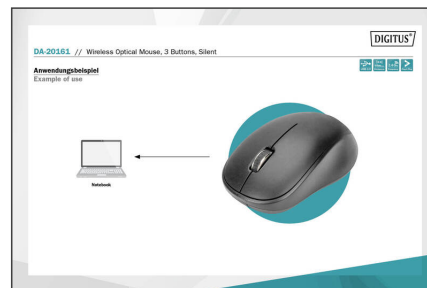 DIGITUS®
DA-20161 // Wireless Optical Mouse, 3 Buttons, Silent
Anwendungsbeispiel
Example of use
Notebook